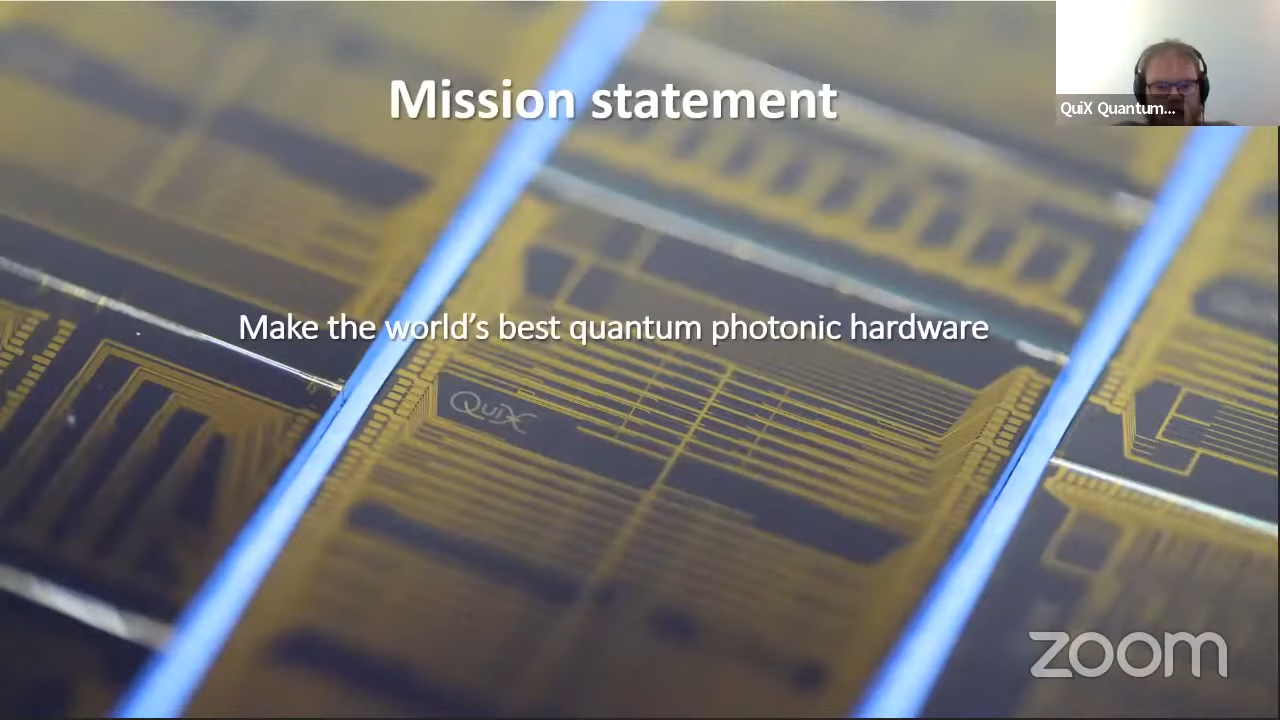 Mission statement
QuiX Quantum...
Make the world's best quantum photonic hardware
QuiX
zoom